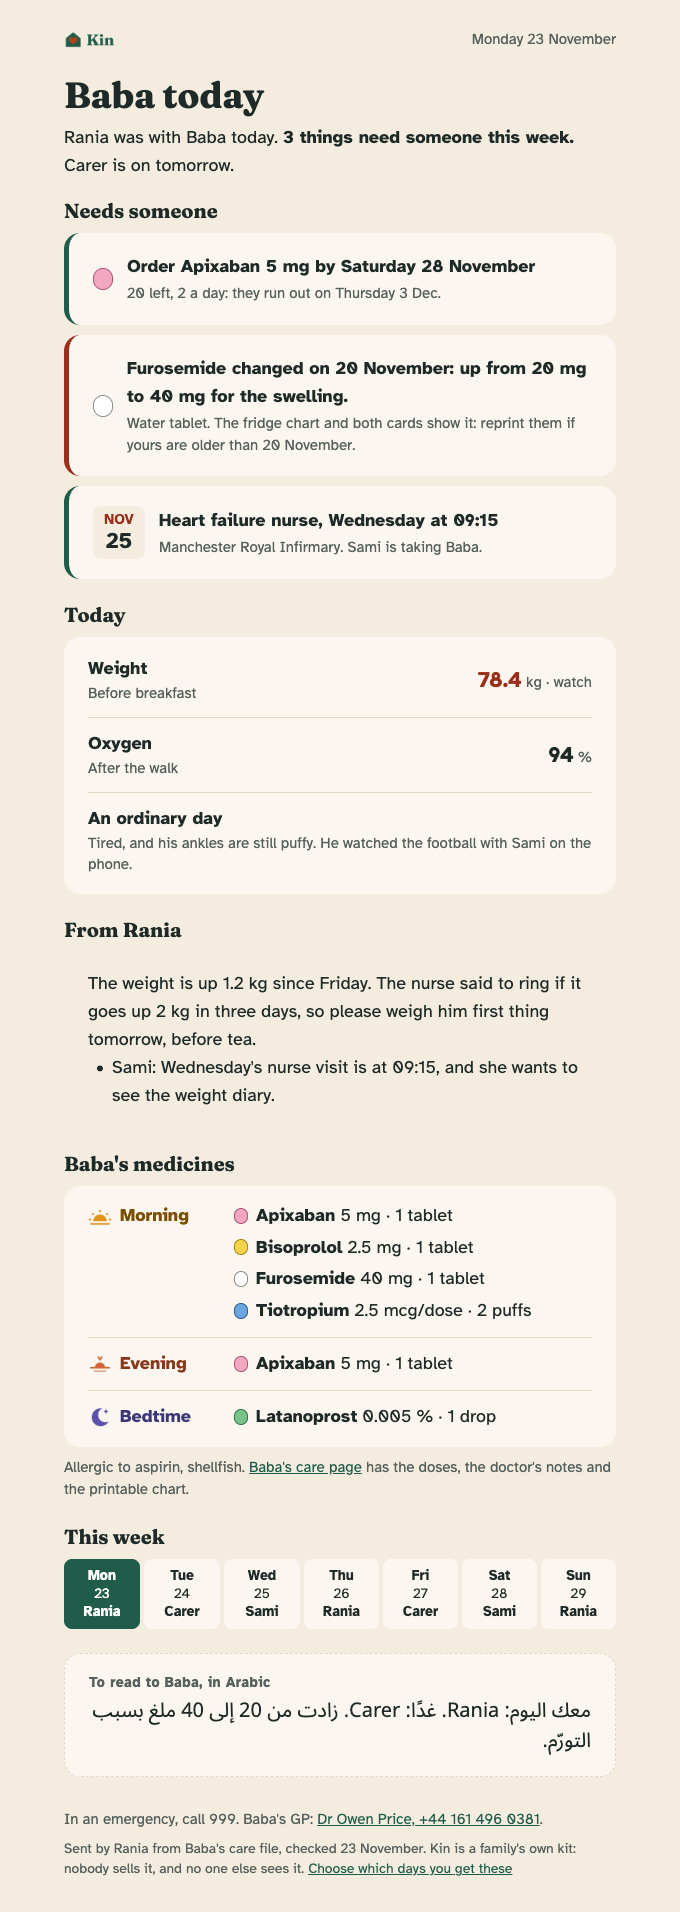 Kin
Monday 23 November
Baba today
Rania was with Baba today. 3 things need someone this week.
Carer is on tomorrow.
Needs someone
Order Apixaban 5 mg by Saturday 28 November
20 left, 2 a day: they run out on Thursday 3 Dec.
Furosemide changed on 20 November: up from 20 mg
to 40 mg for the swelling.
Water tablet. The fridge chart and both cards show it: reprint them if
yours are older than 20 November.
NOV
25
Heart failure nurse, Wednesday at 09:15
Manchester Royal Infirmary. Sami is taking Baba.
Today
Weight
Before breakfast
78.4 kg · watch
Oxygen
After the walk
94 %
An ordinary day
Tired, and his ankles are still puffy. He watched the football with Sami on the
phone.
From Rania
The weight is up 1.2 kg since Friday. The nurse said to ring if it
goes up 2 kg in three days, so please weigh him first thing
tomorrow, before tea.
• Sami: Wednesday's nurse visit is at 09:15, and she wants to
see the weight diary.
Baba's medicines
Morning
Apixaban 5 mg · 1 tablet
Bisoprolol 2.5 mg · 1 tablet
Furosemide 40 mg · 1 tablet
Tiotropium 2.5 mcg/dose · 2 puffs
Evening
Apixaban 5 mg · 1 tablet
Bedtime
Latanoprost 0.005 % · 1 drop
Allergic to aspirin, shellfish. Baba's care page has the doses, the doctor's notes and
the printable chart.
This week
Mon
23
Rania
Tue
24
Carer
Wed
25
Sami
Thu
26
Rania
Fri
27
Carer
Sat
28
Sami
Sun
29
Rania
To read to Baba, in Arabic
معك اليوم: Rania. غدًا: Carer. زادت من 20 إلى 40 ملغ بسبب
التورّم.
In an emergency, call 999. Baba's GP: Dr Owen Price, +44 161 496 0381.
Sent by Rania from Baba's care file, checked 23 November. Kin is a family's own kit:
nobody sells it, and no one else sees it. Choose which days you get these